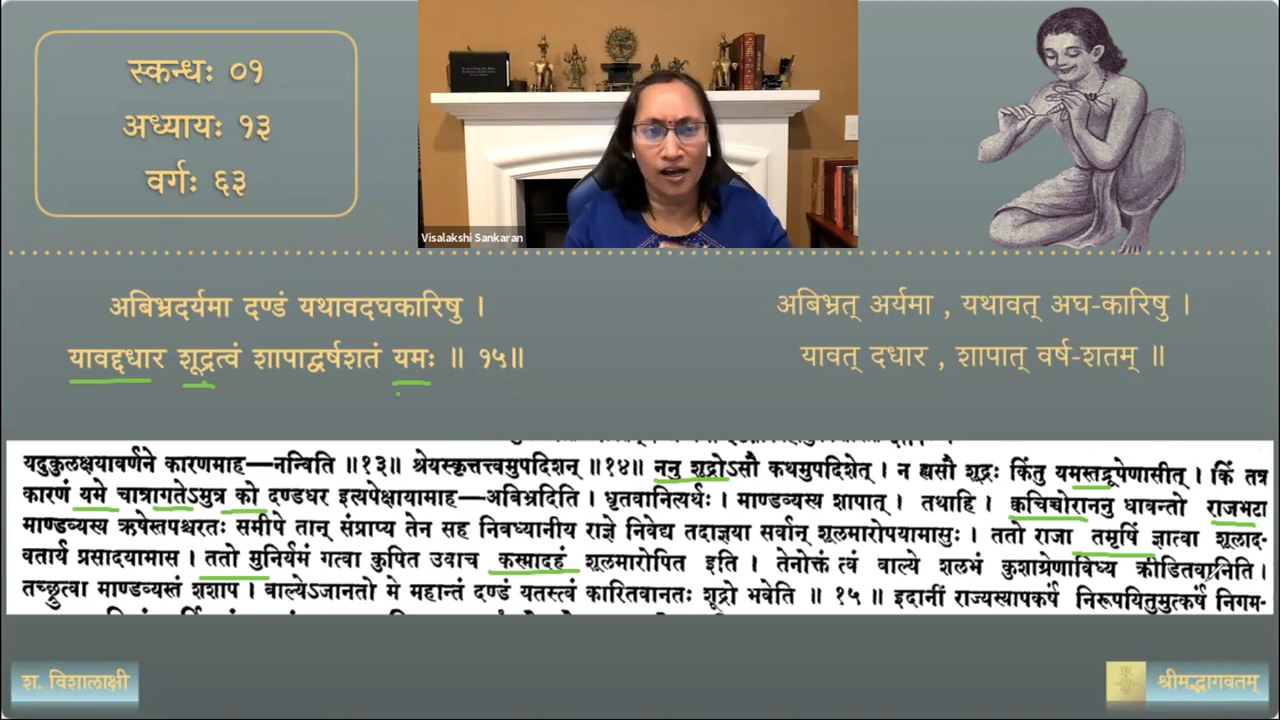 स्कन्धः ०१
अध्यायः १३
वर्गः ६३
Visalakshi Sankaran
अबिभ्रदर्यमा दण्डं यथावदघकारिषु ।
यावद्दधार शूद्रत्वं शापाद्वर्षशतं यमः ॥ १५॥
अबिभ्रत् अर्यमा , यथावत् अघ-कारिषु ।
यावत् दधार , शापात् वर्ष-शतम् ॥
यदुकुलक्षयावर्णने कारणमाह—नन्विति ॥१३॥ श्रेयस्कृत्तत्त्वमुपदिशन् ॥१४॥ ननु शूद्रोऽसौ कथमुपदिशेत् । न ह्यसौ शूद्रः किंतु यमस्तद्रूपेणासीत् । किं तत्र
कारणं यमे चात्रागतेऽमुत्र को दण्डधर इत्यपेक्षायामाह—अबिभ्रदिति । धृतवानित्यर्थः । माण्डव्यस्य शापात् । तथाहि । क्वचिच्चोराननु धावन्तो राजभटा
माण्डव्यस्य ऋषेस्तपश्चरतः समीपे तान् संप्राप्य तेन सह निबध्यानीय राज्ञे निवेद्य तदाज्ञया सर्वान् शूलमारोपयामासुः । ततो राजा तमृषिं ज्ञात्वा शूलाद-
वतार्य प्रसादयामास । ततो मुनिर्यमं गत्वा कुपित उवाच कस्मादहं शूलमारोपित इति । तेनोक्तं त्वं बाल्ये शलभं कुशाग्रेणाविध्य क्रीडितवानिति ।
तच्छ्रुत्वा माण्डव्यस्तं शशाप । बाल्येऽजानतो मे महान्तं दण्डं यतस्त्वं कारितवानतः शूद्रो भवेति ॥ १५ ॥ इदानीं राज्यस्यापकर्षं निरूपयितुमुत्कर्षं निगम-
श. विशालाक्षी
श्रीमद्भागवतम्